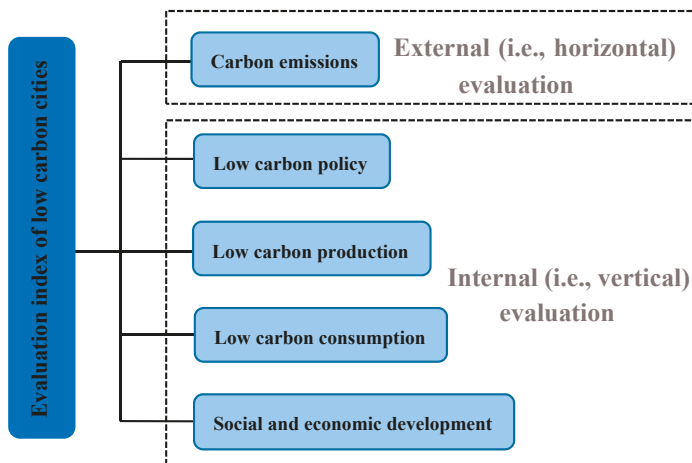 Evaluation index of low carbon cities
Carbon emissions
External (i.e., horizontal)
evaluation
Low carbon policy
Low carbon production
Low carbon consumption
Social and economic development
Internal (i.e., vertical)
evaluation